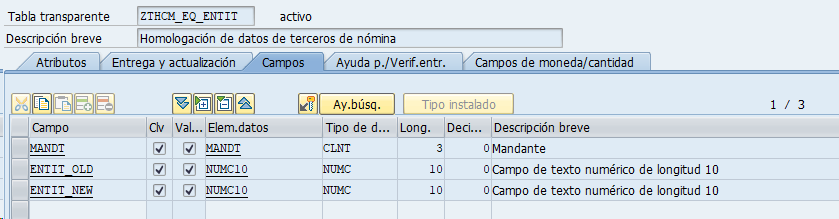 Tabla transparente ZTHCM_EQ_ENTIT activo
Descripción breve Homologación de datos de terceros de nómina
Atributos Entrega y actualización Campos Ayuda p./Verif.entr. Campos de moneda/cantidad
Ay.búsq. Tipo instalado 1 / 3
Campo Clv Val... Elem.datos Tipo de d... Long. Deci... Descripción breve
MANDT MANDT CLNT 3 0 Mandante
ENTIT_OLD NUMC10 NUMC 10 0 Campo de texto numérico de longitud 10
ENTIT_NEW NUMC10 NUMC 10 0 Campo de texto numérico de longitud 10